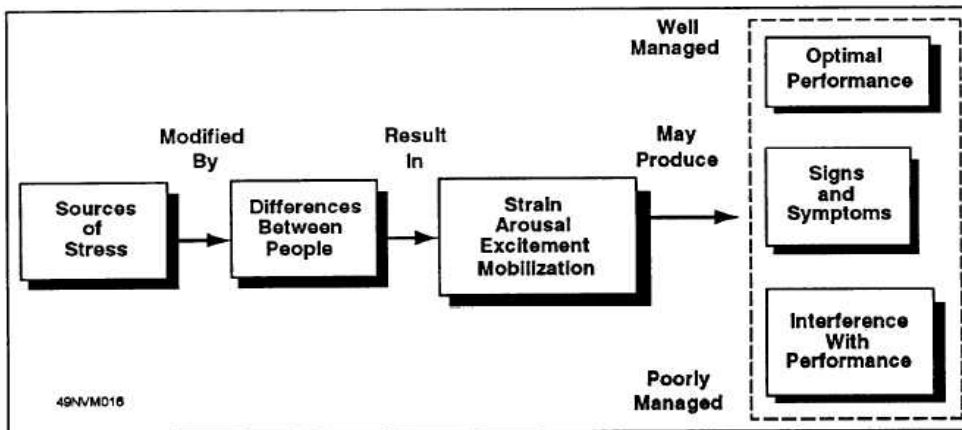 Well
Managed
Optimal
Performance
Modified
By
Result
In
May
Produce
Sources
of
Stress
Differences
Between
People
Strain
Arousal
Excitement
Mobilization
Signs
and
Symptoms
Interference
With
Performance
Poorly
Managed
49NVM016